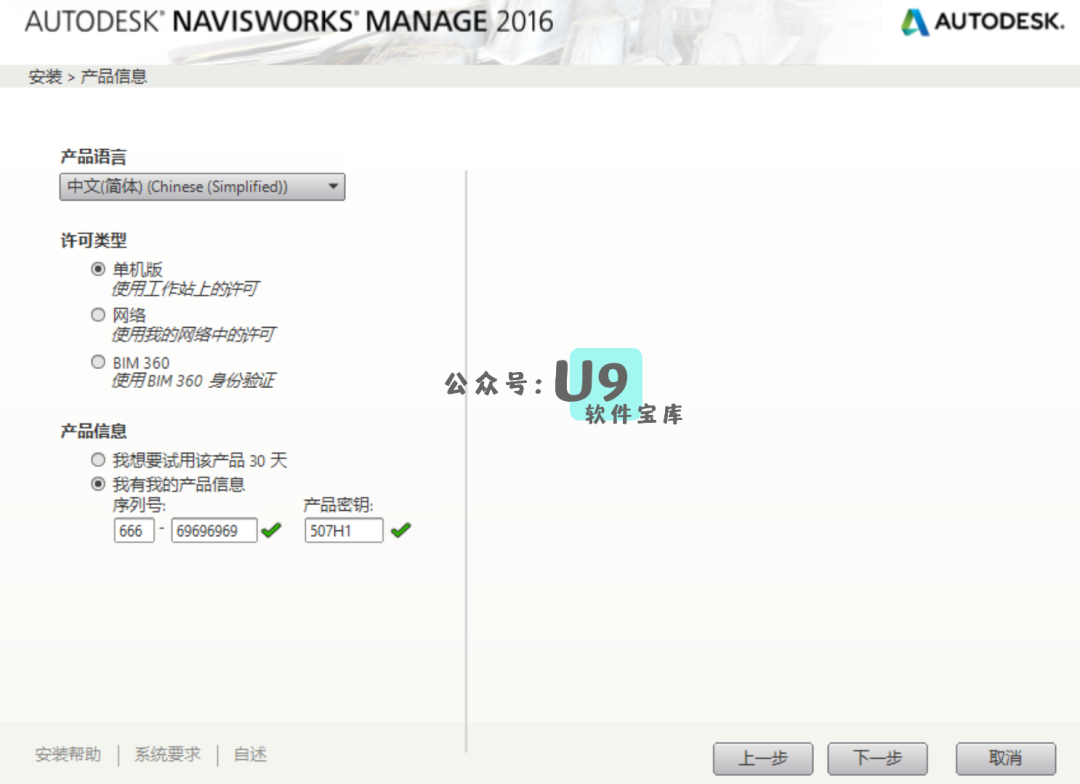 AUTODESK® NAVISWORKS® MANAGE 2016
AUTODESK.
安装 > 产品信息
产品语言
中文(简体) (Chinese (Simplified))
许可类型
单机版
使用工作站上的许可
网络
使用我的网络中的许可
BIM 360
使用 BIM 360 身份验证
公众号: U9
软件宝库
产品信息
我想要试用该产品 30 天
我有我的产品信息
序列号: 产品密钥:
666 - 69696969 507H1
安装帮助 | 系统要求 | 自述
上一步 下一步 取消